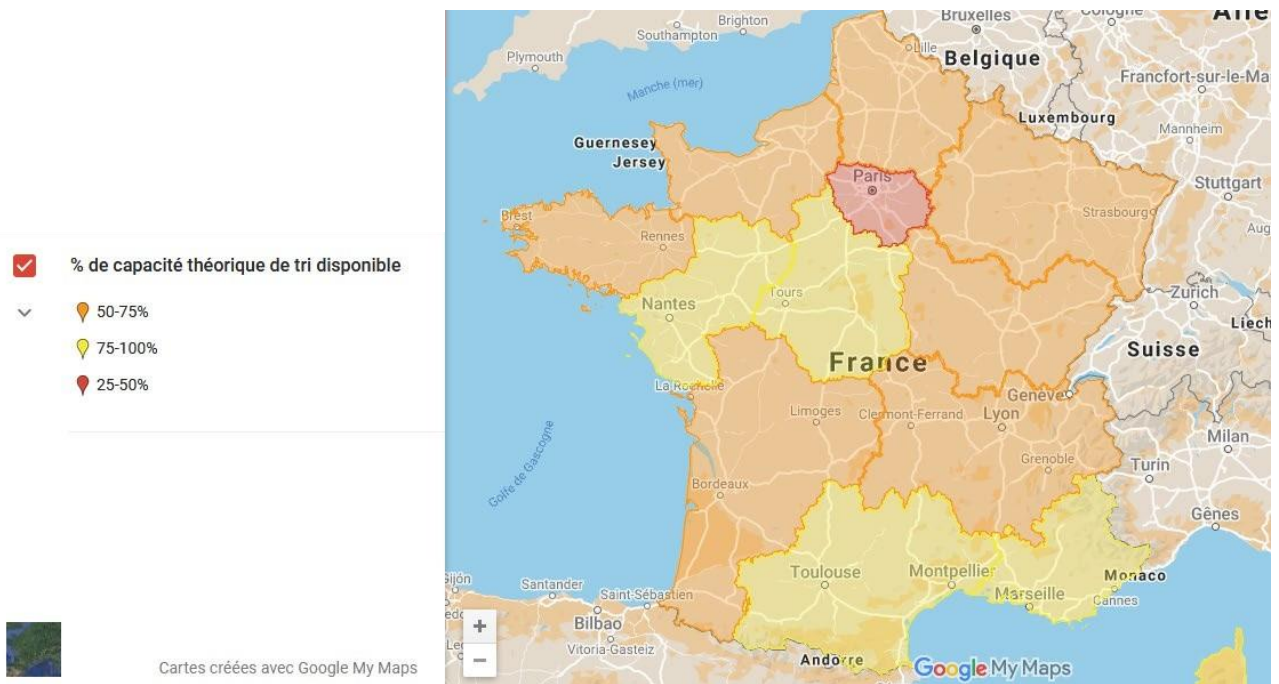 % de capacité théorique de tri disponible
50-75%
75-100%
25-50%
Cartes créées avec Google My Maps
Brighton
Southampton
Plymouth
Bruxelles
Cologne
Lille
Belgique
Francfort-sur-le-Ma
Manche (mer)
Luxembourg
Mannheim
Guernesey
Jersey
Paris
Stuttgart
Brest
Strasbourg
Aug
Rennes
Zurich
Nantes
Tours
Liech
Suisse
France
La Rochelle
Genève
Limoges
Clermont-Ferrand
Lyon
Milan
Golfe de Gascogne
Grenoble
Turin
Bordeaux
Gênes
Toulouse
Montpellier
Monaco
Gijón
Santander
Saint-Sébastien
Marseille
Cannes
Bilbao
Vitoria-Gasteiz
Andorre
Google My Maps
+
−